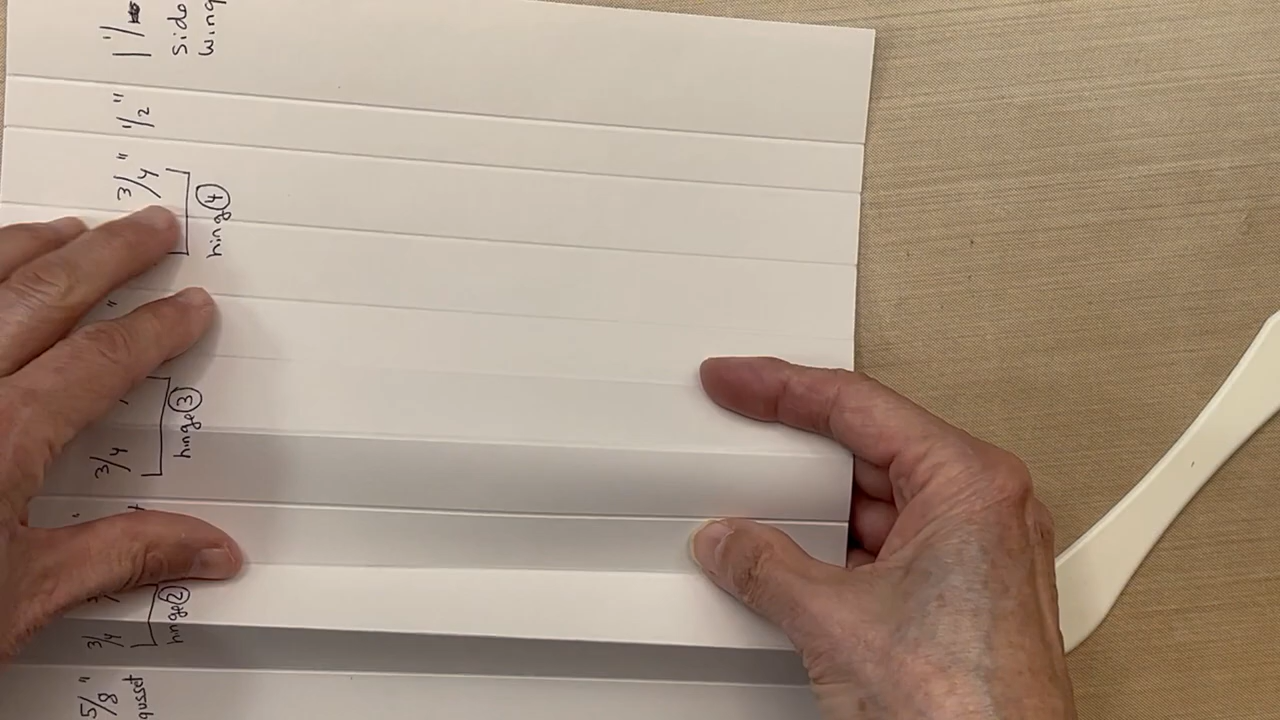 side
wing
1/2"
3/4"
hinge 4
"
hinge 3
3/4
"
hinge 2
3/4
5/8"
gusset